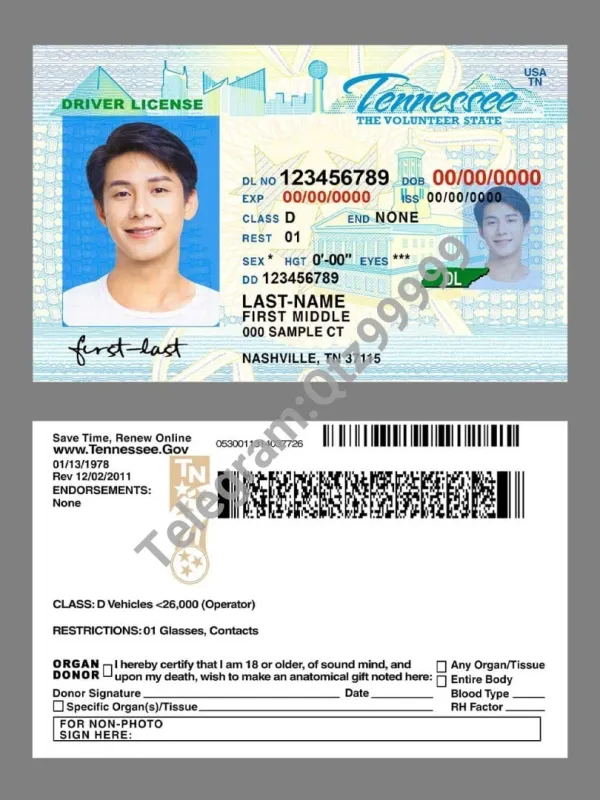 USA
TN
DRIVER LICENSE
Tennessee
THE VOLUNTEER STATE
DL NO 123456789 DOB 00/00/0000
EXP 00/00/0000 ISS 00/00/0000
CLASS D END NONE
REST 01
SEX * HGT 0'-00" EYES ***
DD 123456789
DL
LAST-NAME
FIRST MIDDLE
000 SAMPLE CT
NASHVILLE, TN 37115
first-last
Telegram:Qtz99999
Save Time, Renew Online
www.Tennessee.Gov
01/13/1978
Rev 12/02/2011
ENDORSEMENTS:
None
TN
CLASS: D Vehicles <26,000 (Operator)
RESTRICTIONS: 01 Glasses, Contacts
ORGAN DONOR I hereby certify that I am 18 or older, of sound mind, and
upon my death, wish to make an anatomical gift noted here:
Any Organ/Tissue
Entire Body
Donor Signature Date Blood Type
Specific Organ(s)/Tissue RH Factor
FOR NON-PHOTO
SIGN HERE: